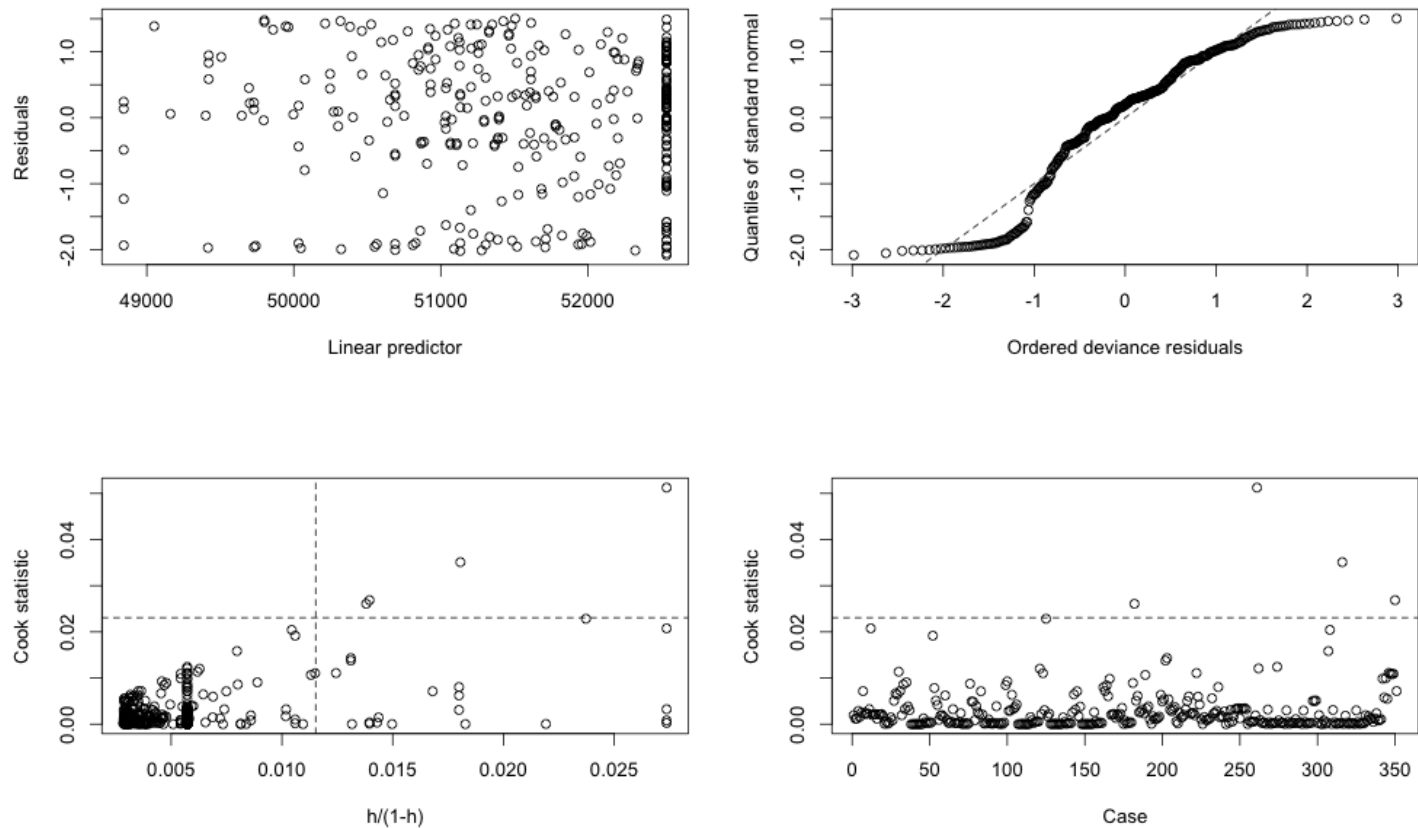 Residuals
1.0
0.0
-1.0
-2.0
49000 50000 51000 52000
Linear predictor
Quantiles of standard normal
1.0
0.0
-1.0
-2.0
-3 -2 -1 0 1 2 3
Ordered deviance residuals
Cook statistic
0.04
0.02
0.00
0.005 0.010 0.015 0.020 0.025
h/(1-h)
Cook statistic
0.04
0.02
0.00
0 50 100 150 200 250 300 350
Case